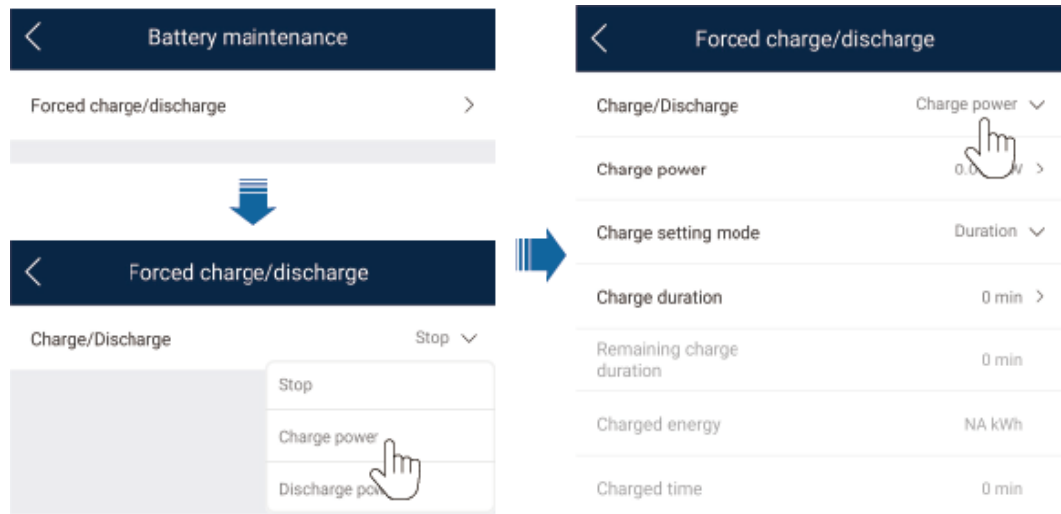 Battery maintenance
Forced charge/discharge
Forced charge/discharge
Charge/Discharge Stop
Stop
Charge power
Discharge
Forced charge/discharge
Charge/Discharge Charge power
Charge power
Charge setting mode Duration
Charge duration 0 min
Remaining charge
duration 0 min
Charged energy NA kWh
Charged time 0 min